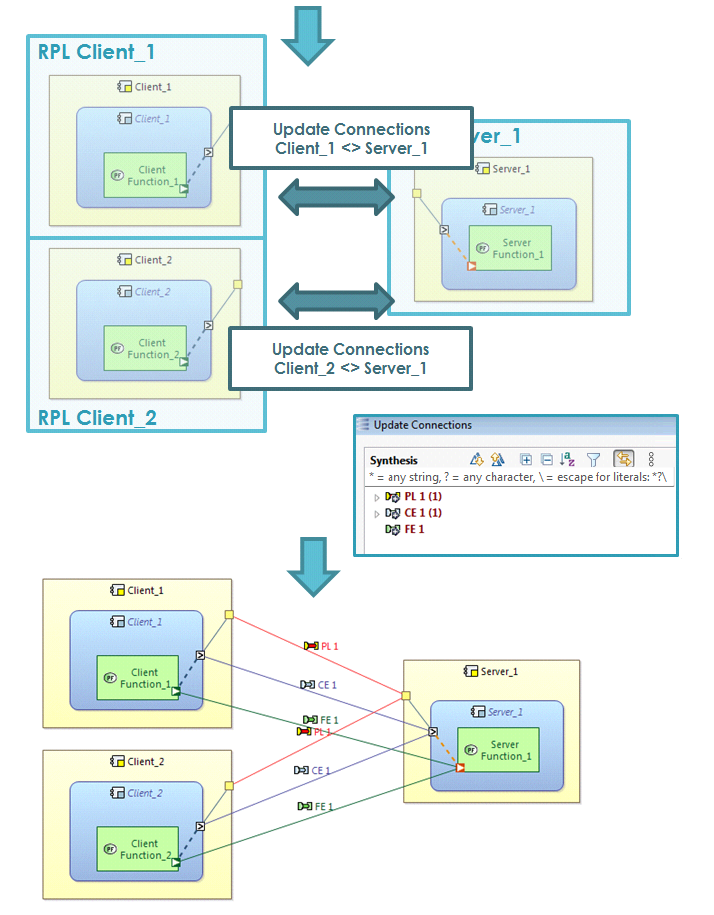 RPL Client_1
Client_1
Client_1
Client
Function_1
Update Connections
Client_1 <> Server_1
ver_1
Server_1
Server_1
Server
Function_1
Client_2
Client_2
Client
Function_2
RPL Client_2
Update Connections
Client_2 <> Server_1
Update Connections
Synthesis
* = any string, ? = any character, \ = escape for literals: *?\
PL 1 (1)
CE 1 (1)
FE 1
Client_1
Client_1
Client
Function_1
PL 1
CE 1
FE 1
PL 1
CE 1
FE 1
Server_1
Server_1
Server
Function_1
Client_2
Client_2
Client
Function_2